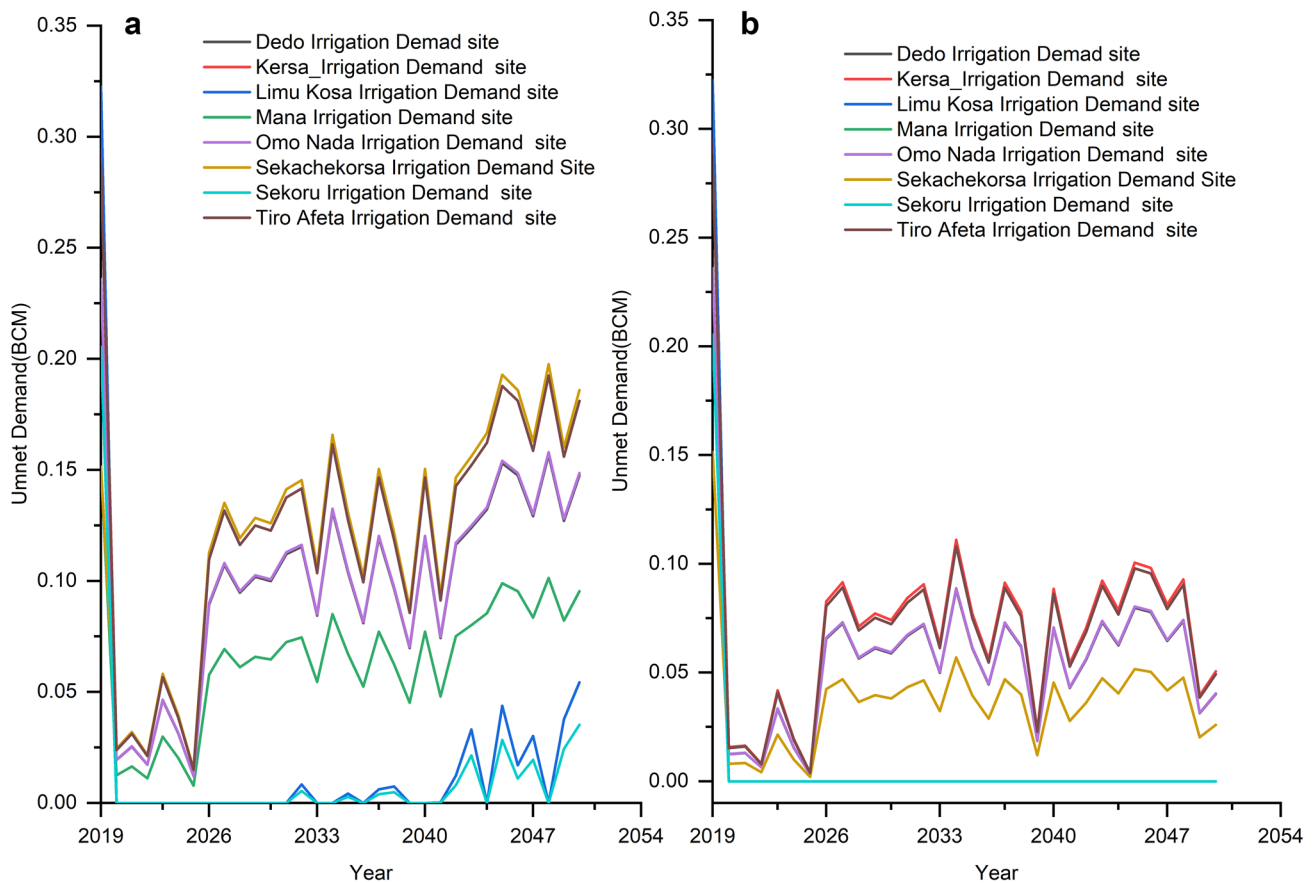 a
Dedo Irrigation Demad site
Kersa_Irrigation Demand  site
Limu Kosa Irrigation Demand site
Mana Irrigation Demand site
Omo Nada Irrigation Demand  site
Sekachekorsa Irrigation Demand Site
Sekoru Irrigation Demand  site
Tiro Afeta Irrigation Demand  site
Umnet Demand(BCM)
0.35
0.30
0.25
0.20
0.15
0.10
0.05
0.00
2019 2026 2033 2040 2047 2054
Year
b
Dedo Irrigation Demad site
Kersa_Irrigation Demand  site
Limu Kosa Irrigation Demand site
Mana Irrigation Demand site
Omo Nada Irrigation Demand  site
Sekachekorsa Irrigation Demand Site
Sekoru Irrigation Demand  site
Tiro Afeta Irrigation Demand  site
Unmet Demand(BCM)
0.35
0.30
0.25
0.20
0.15
0.10
0.05
0.00
2019 2026 2033 2040 2047 2054
Year